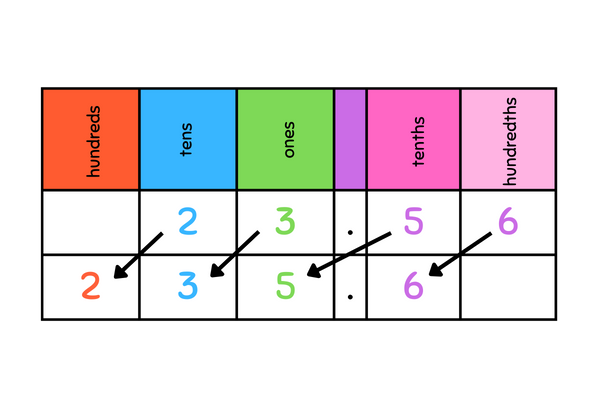 hundreds tens ones tenths hundredths
2 3 . 5 6
2 3 5 . 6